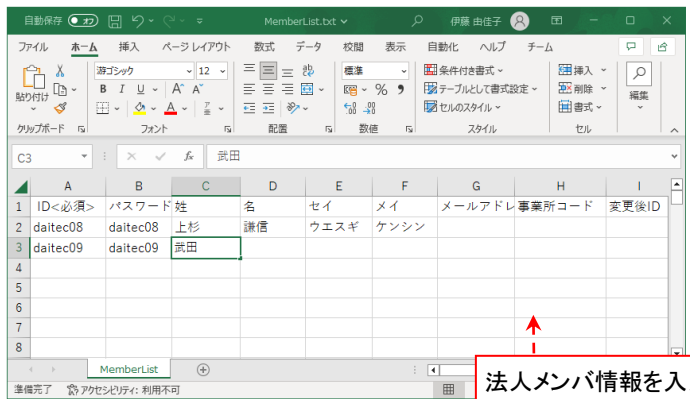 自動保存 オフ MemberList.txt 伊藤 由佳子
ファイル ホーム 挿入 ページ レイアウト 数式 データ 校閲 表示 自動化 ヘルプ チーム
貼り付け 游ゴシック 12 標準 条件付き書式 挿入
B I U A A % 9 テーブルとして書式設定 削除 編集
A セルのスタイル 書式
クリップボード フォント 配置 数値 スタイル セル
C3 fx 武田
A B C D E F G H I
1 ID<必須> パスワード 姓 名 セイ メイ メールアドレ 事業所コード 変更後ID
2 daitec08 daitec08 上杉 謙信 ウエスギ ケンシン
3 daitec09 daitec09 武田
4
5
6
7
8
MemberList
準備完了 アクセシビリティ: 利用不可
法人メンバ情報を入